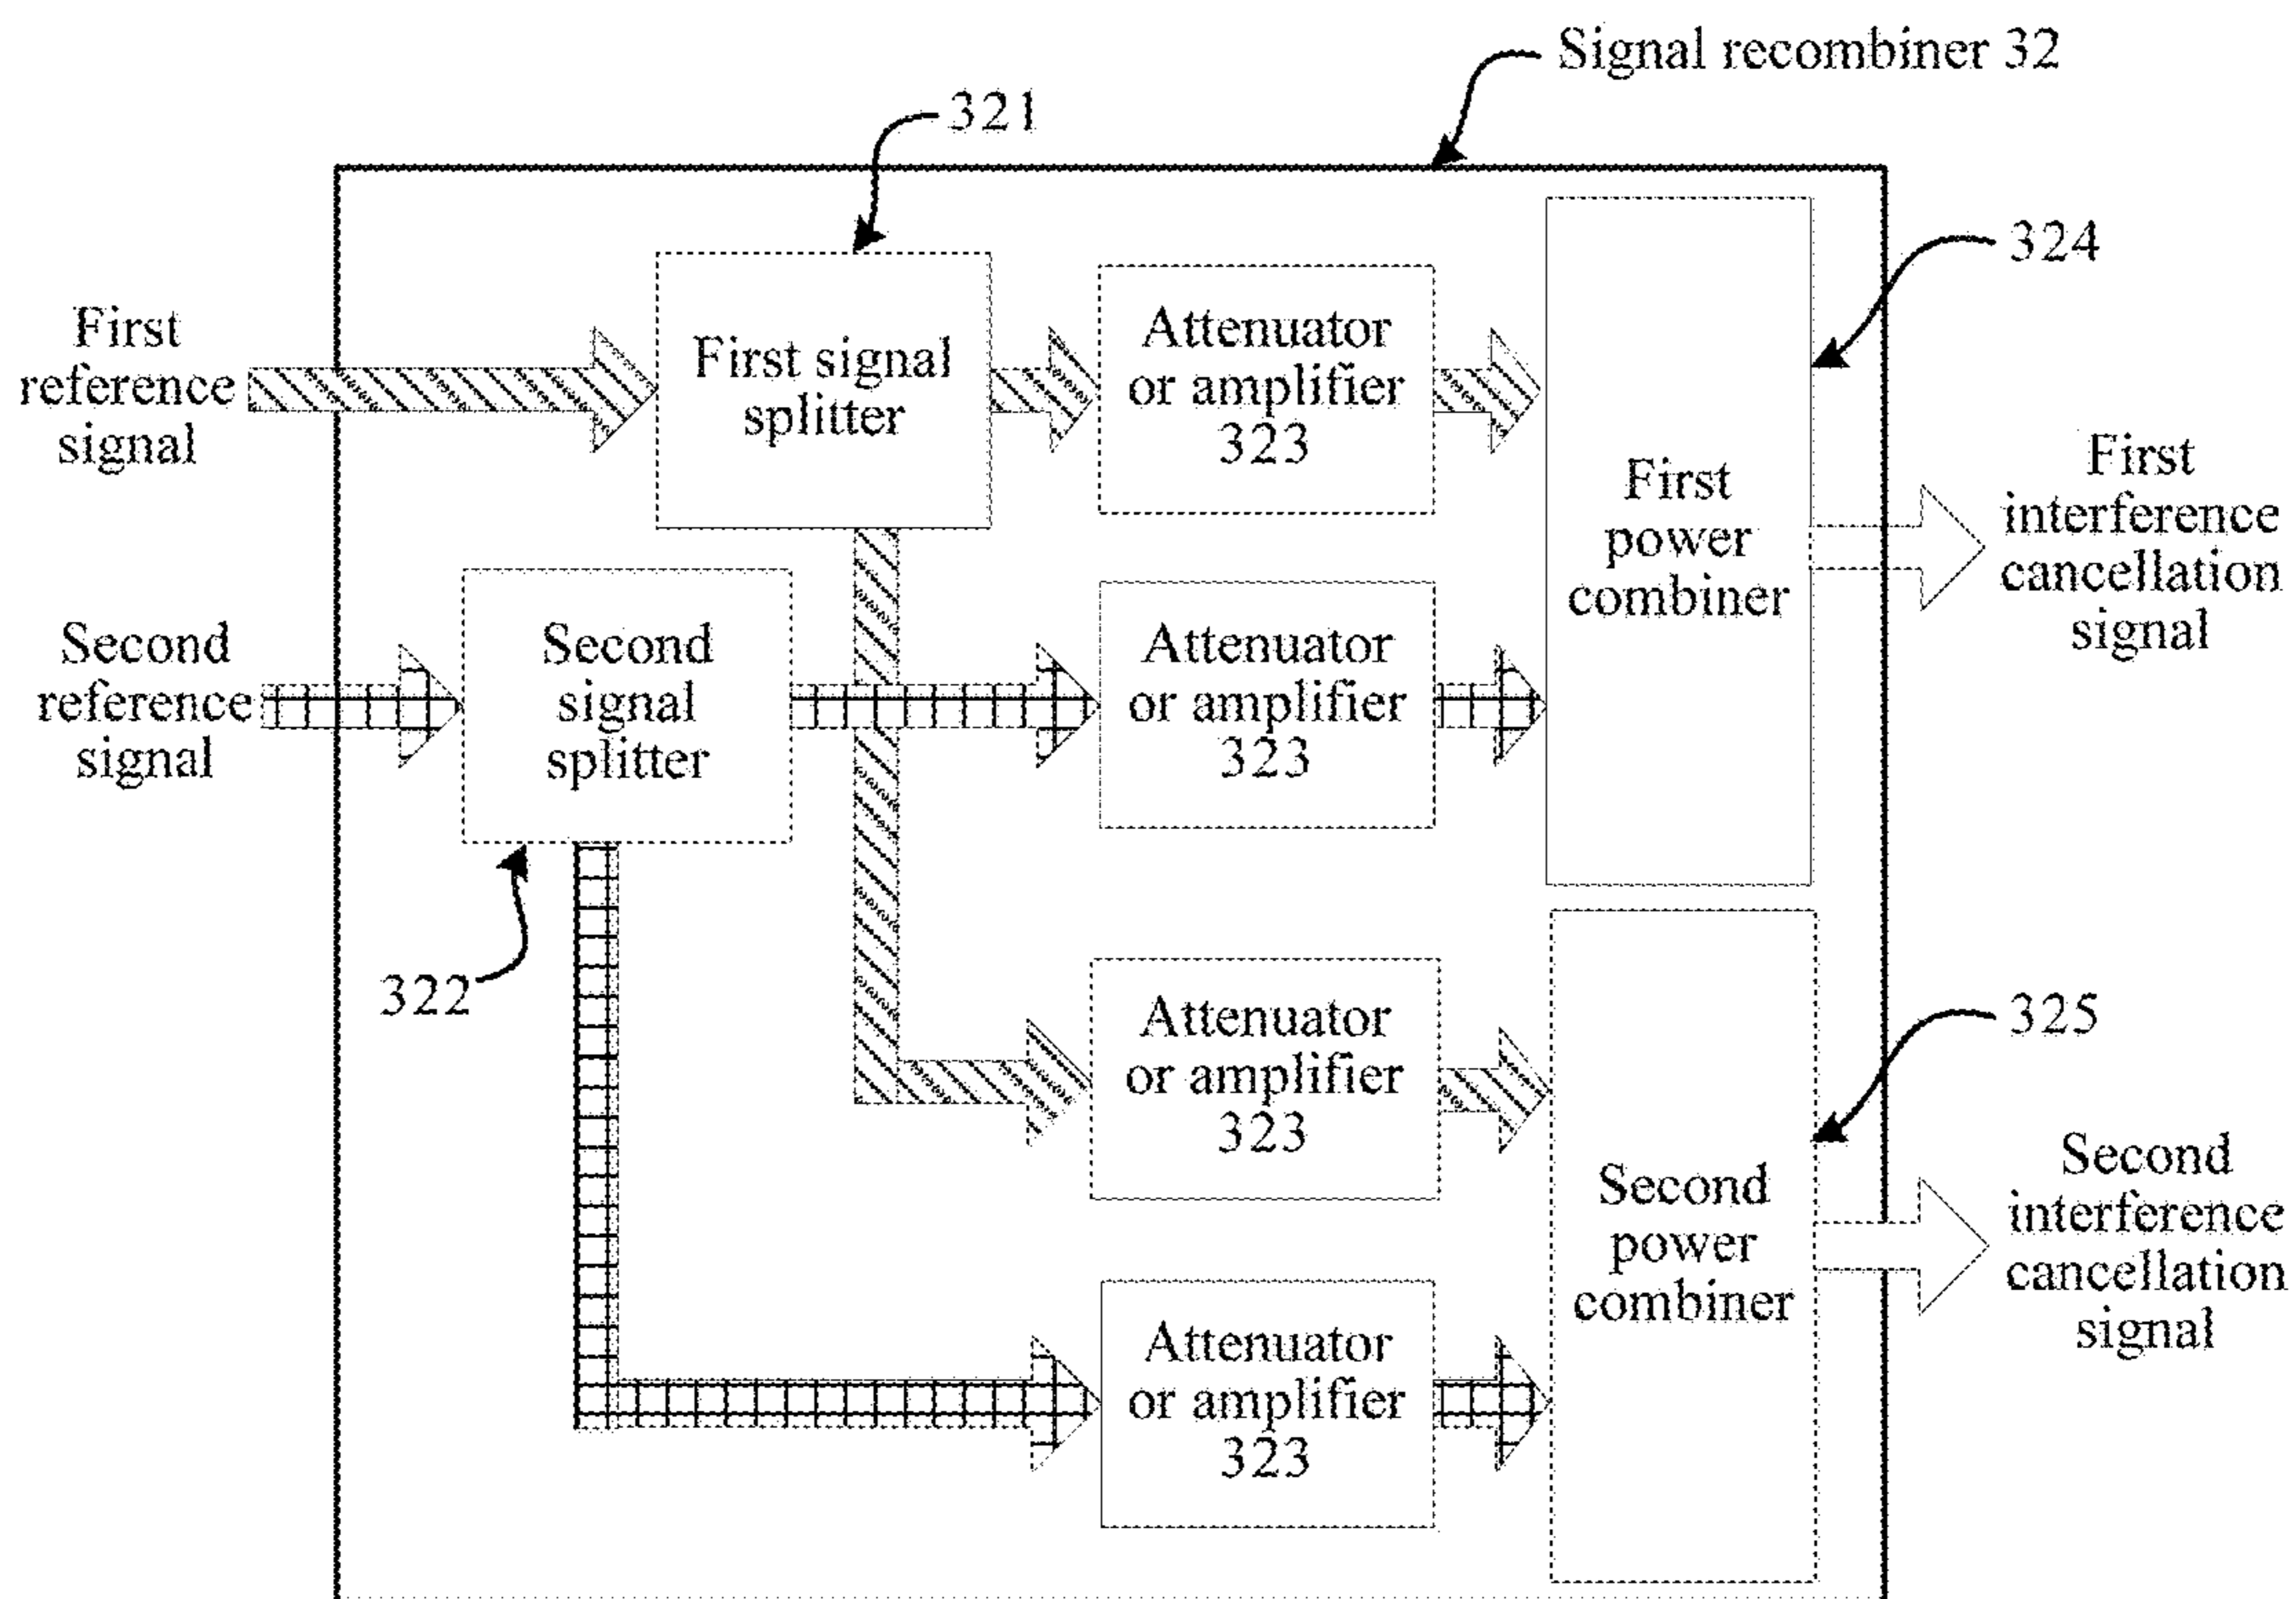 Signal recombiner 32
321
324
First
reference
signal
First signal
splitter
Attenuator
or amplifier
323
First
power
combiner
First
interference
cancellation
signal
Second
reference
signal
Second
signal
splitter
Attenuator
or amplifier
323
322
Attenuator
or amplifier
323
325
Second
power
combiner
Second
interference
cancellation
signal
Attenuator
or amplifier
323